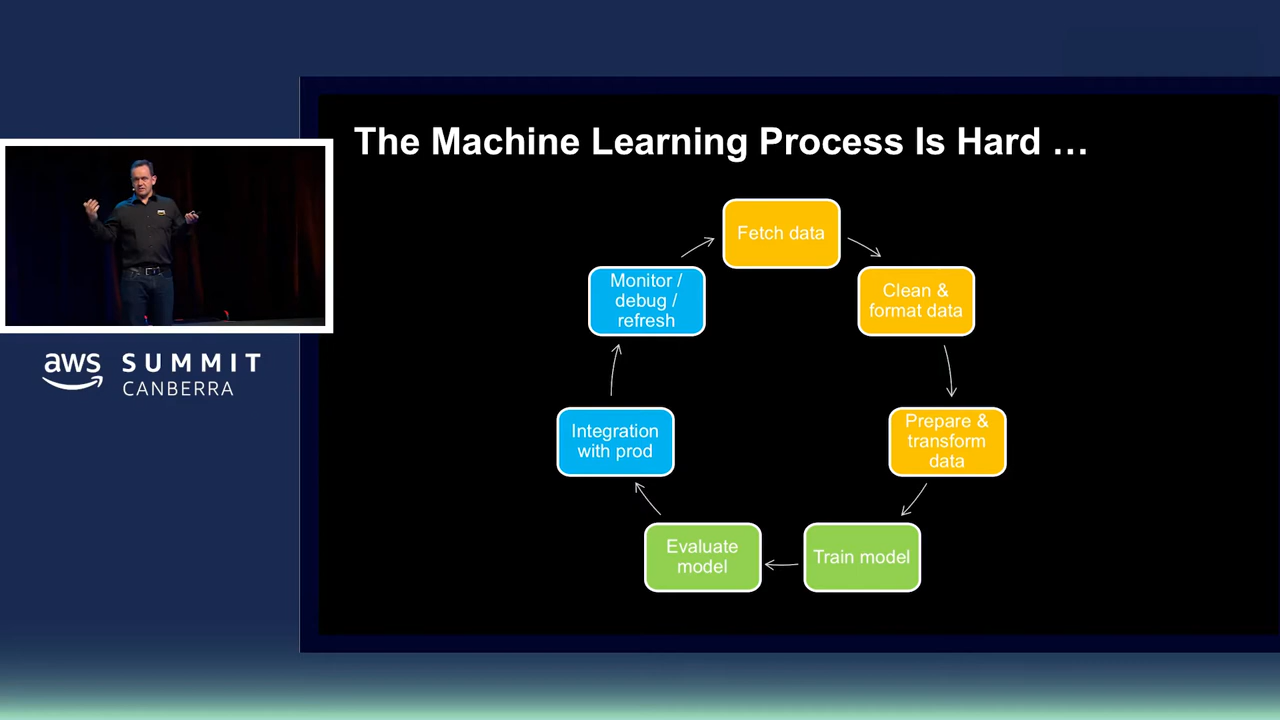 The Machine Learning Process Is Hard …
Fetch data
Clean &
format data
Prepare &
transform
data
Train model
Evaluate
model
Integration
with prod
Monitor /
debug /
refresh
aws SUMMIT
CANBERRA